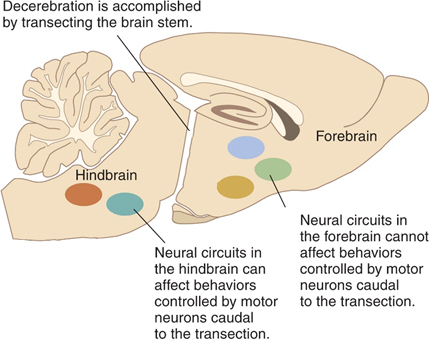 Decerebration is accomplished
by transecting the brain stem.
Forebrain
Hindbrain
Neural circuits in
the hindbrain can
affect behaviors
controlled by motor
neurons caudal
to the transection.
Neural circuits in
the forebrain cannot
affect behaviors
controlled by motor
neurons caudal
to the transection.